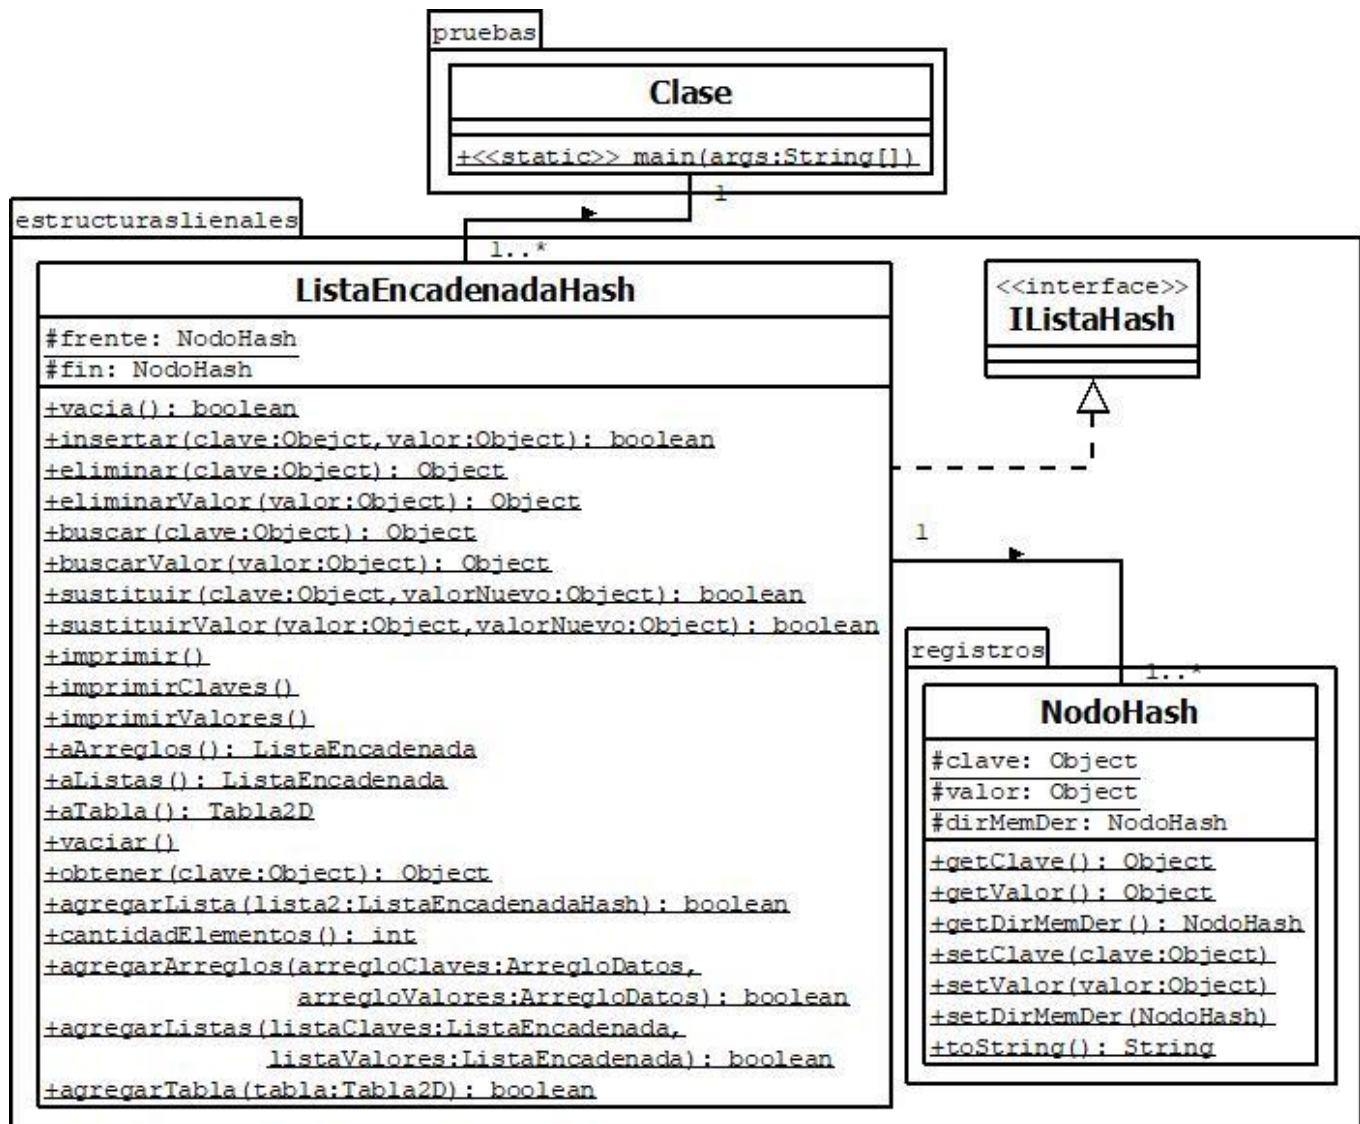 pruebas
Clase
+<<static>> main(args:String[])
1
estructuraslienales
1..*
ListaEncadenadaHash
#frente: NodoHash
#fin: NodoHash
+vacia(): boolean
+insertar(clave:Obejct,valor:Object): boolean
+eliminar(clave:Object): Object
+eliminarValor(valor:Object): Object
+buscar(clave:Object): Object
+buscarValor(valor:Object): Object
+sustituir(clave:Object,valorNuevo:Object): boolean
+sustituirValor(valor:Object,valorNuevo:Object): boolean
+imprimir()
+imprimirClaves()
+imprimirValores()
+aArreglos(): ListaEncadenada
+aListas(): ListaEncadenada
+aTabla(): Tabla2D
+vaciar()
+obtener(clave:Object): Object
+agregarLista(lista2:ListaEncadenadaHash): boolean
+cantidadElementos(): int
+agregarArreglos(arregloClaves:ArregloDatos,
arregloValores:ArregloDatos): boolean
+agregarListas(listaClaves:ListaEncadenada,
listaValores:ListaEncadenada): boolean
+agregarTabla(tabla:Tabla2D): boolean
<<interface>>
IListaHash
1
registros
1..*
NodoHash
#clave: Object
#valor: Object
#dirMemDer: NodoHash
+getClave(): Object
+getValor(): Object
+getDirMemDer(): NodoHash
+setClave(clave:Object)
+setValor(valor:Object)
+setDirMemDer(NodoHash)
+toString(): String